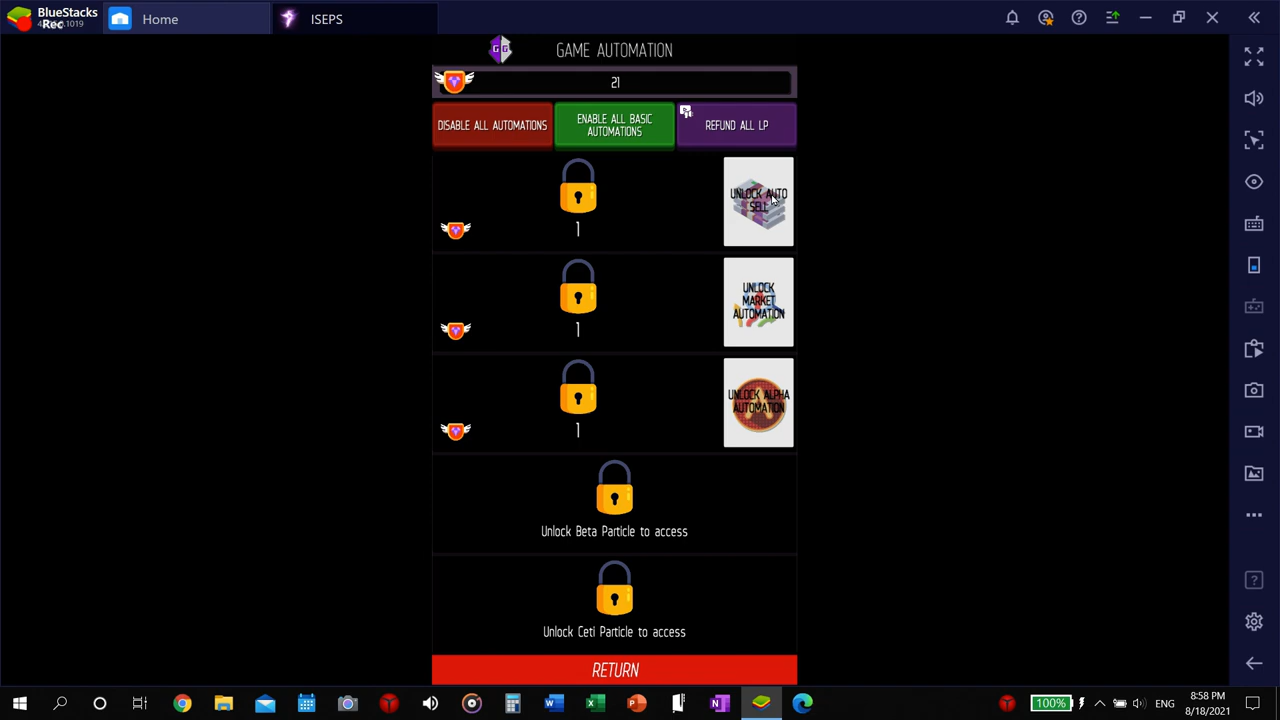 BlueStacks
Rec
Home
ISEPS
GAME AUTOMATION
21
DISABLE ALL AUTOMATIONS
ENABLE ALL BASIC
AUTOMATIONS
REFUND ALL LP
1
UNLOCK AUTO
SELL
1
UNLOCK
MARKET
AUTOMATION
1
UNLOCK ALPHA
AUTOMATION
Unlock Beta Particle to access
Unlock Ceti Particle to access
RETURN
100%
ENG
8:58 PM
8/18/2021